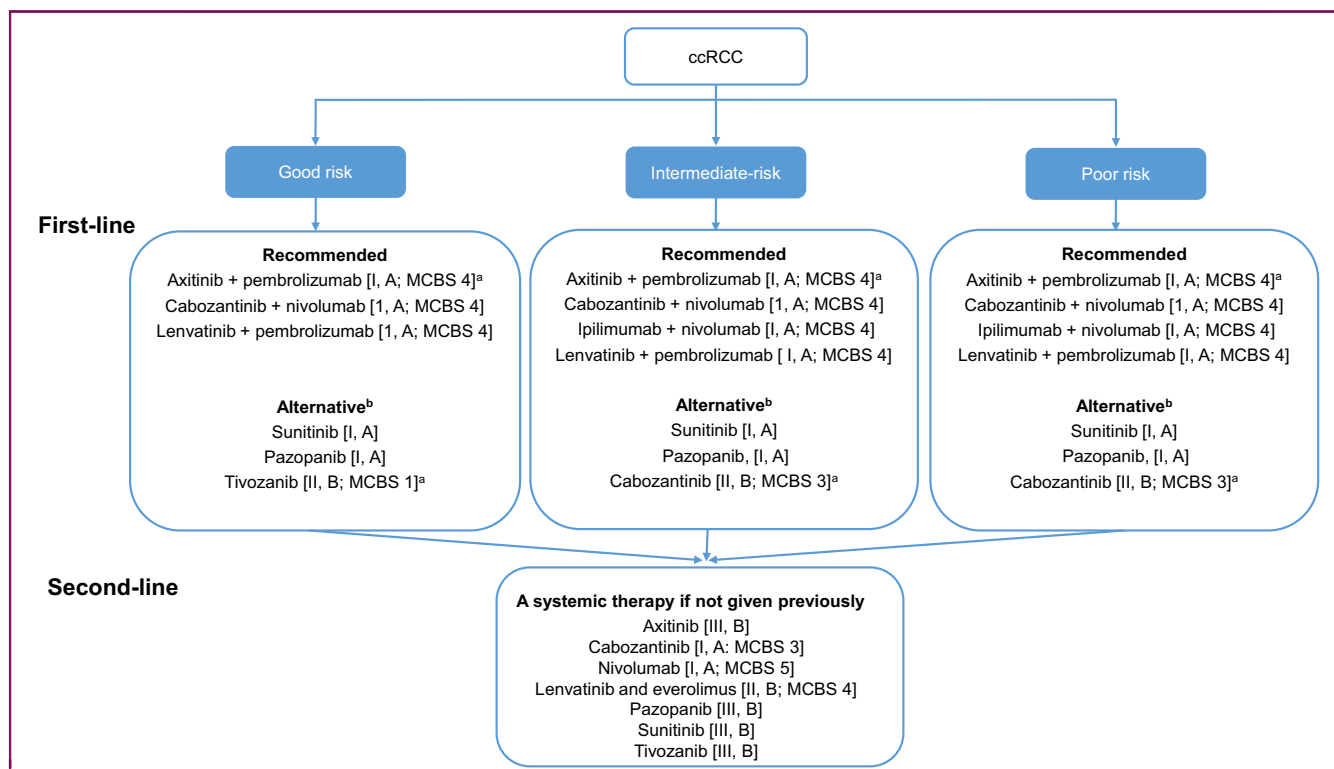 ccRCC
Good risk
Intermediate-risk
Poor risk
First-line
Recommended
Axitinib + pembrolizumab [I, A; MCBS 4]ᵃ
Cabozantinib + nivolumab [1, A; MCBS 4]
Lenvatinib + pembrolizumab [1, A; MCBS 4]
Alternativeᵇ
Sunitinib [I, A]
Pazopanib [I, A]
Tivozanib [II, B; MCBS 1]ᵃ
Recommended
Axitinib + pembrolizumab [I, A; MCBS 4]ᵃ
Cabozantinib + nivolumab [1, A; MCBS 4]
Ipilimumab + nivolumab [I, A; MCBS 4]
Lenvatinib + pembrolizumab [ I, A; MCBS 4]
Alternativeᵇ
Sunitinib [I, A]
Pazopanib, [I, A]
Cabozantinib [II, B; MCBS 3]ᵃ
Recommended
Axitinib + pembrolizumab [I, A; MCBS 4]ᵃ
Cabozantinib + nivolumab [1, A; MCBS 4]
Ipilimumab + nivolumab [I, A; MCBS 4]
Lenvatinib + pembrolizumab [I, A; MCBS 4]
Alternativeᵇ
Sunitinib [I, A]
Pazopanib, [I, A]
Cabozantinib [II, B; MCBS 3]ᵃ
Second-line
A systemic therapy if not given previously
Axitinib [III, B]
Cabozantinib [I, A: MCBS 3]
Nivolumab [I, A; MCBS 5]
Lenvatinib and everolimus [II, B; MCBS 4]
Pazopanib [III, B]
Sunitinib [III, B]
Tivozanib [III, B]